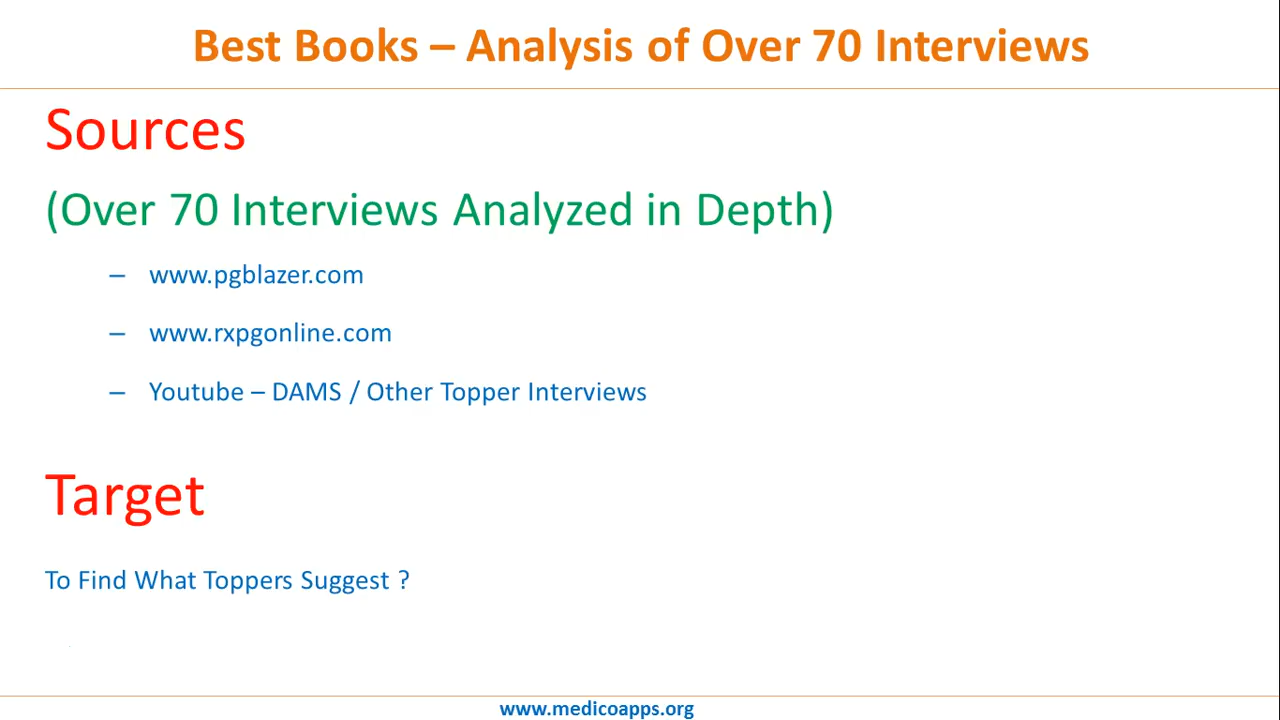 Best Books – Analysis of Over 70 Interviews
Sources
(Over 70 Interviews Analyzed in Depth)
– www.pgblazer.com
– www.rxpgonline.com
– Youtube – DAMS / Other Topper Interviews
Target
To Find What Toppers Suggest ?
www.medicoapps.org